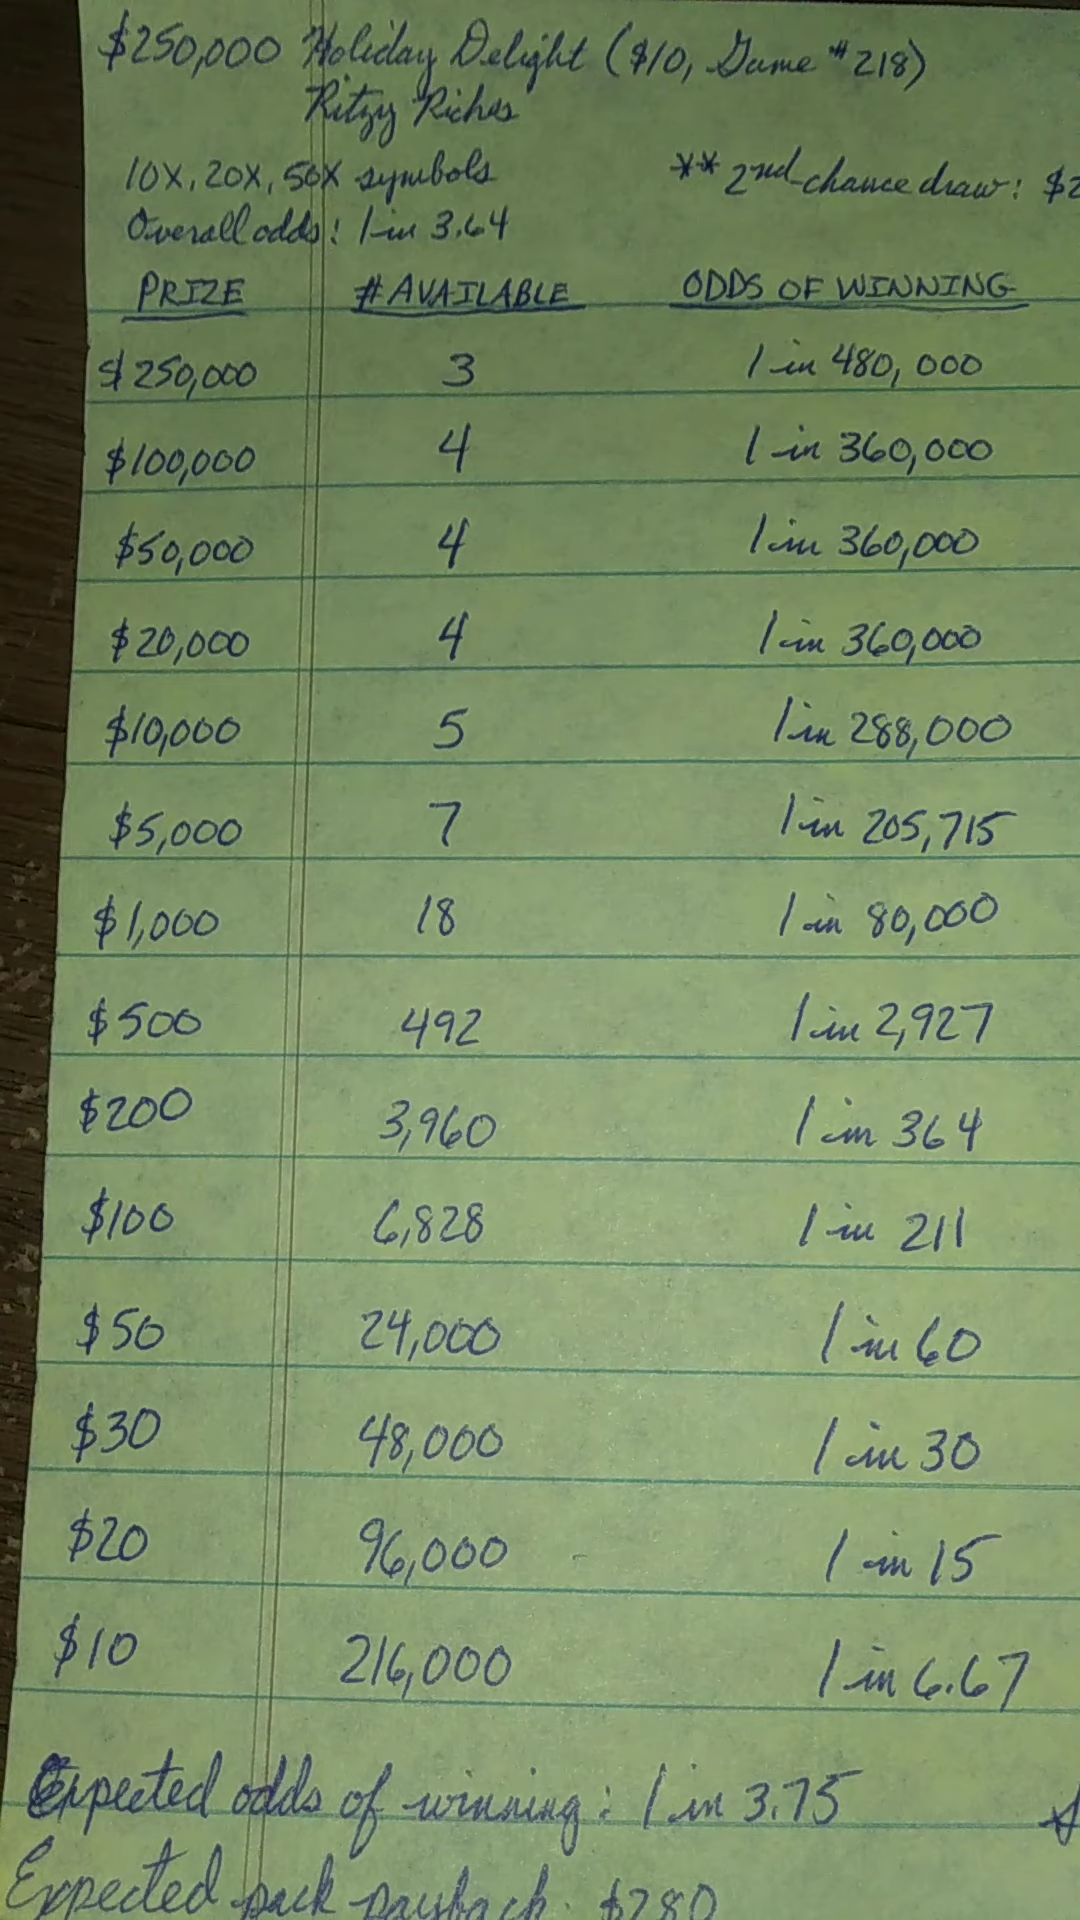 $250,000 Holiday Delight ($10, Game #218)
Ritzy Riches
10X, 20X, 50X symbols ** 2nd-chance draw: $2
Overall odds: 1 in 3.64
PRIZE # AVAILABLE ODDS OF WINNING
$250,000 3 1 in 480,000
$100,000 4 1 in 360,000
$50,000 4 1 in 360,000
$20,000 4 1 in 360,000
$10,000 5 1 in 288,000
$5,000 7 1 in 205,715
$1,000 18 1 in 80,000
$500 492 1 in 2,927
$200 3,960 1 in 364
$100 6,828 1 in 211
$50 24,000 1 in 60
$30 48,000 1 in 30
$20 96,000 1 in 15
$10 216,000 1 in 6.67
Expected odds of winning: 1 in 3.75
Expected pack payback: $280